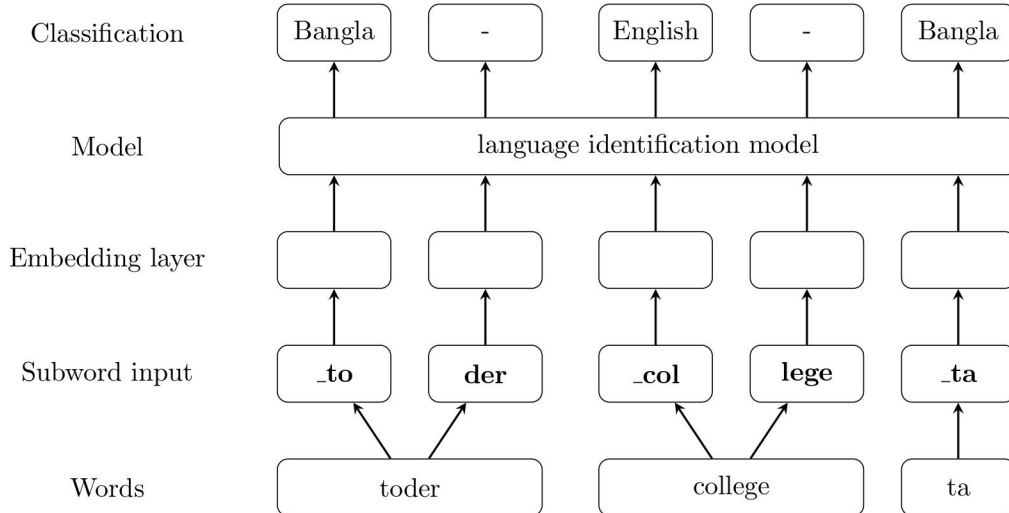 Classification Bangla - English - Bangla
Model language identification model
Embedding layer
Subword input _to der _col lege _ta
Words toder college ta